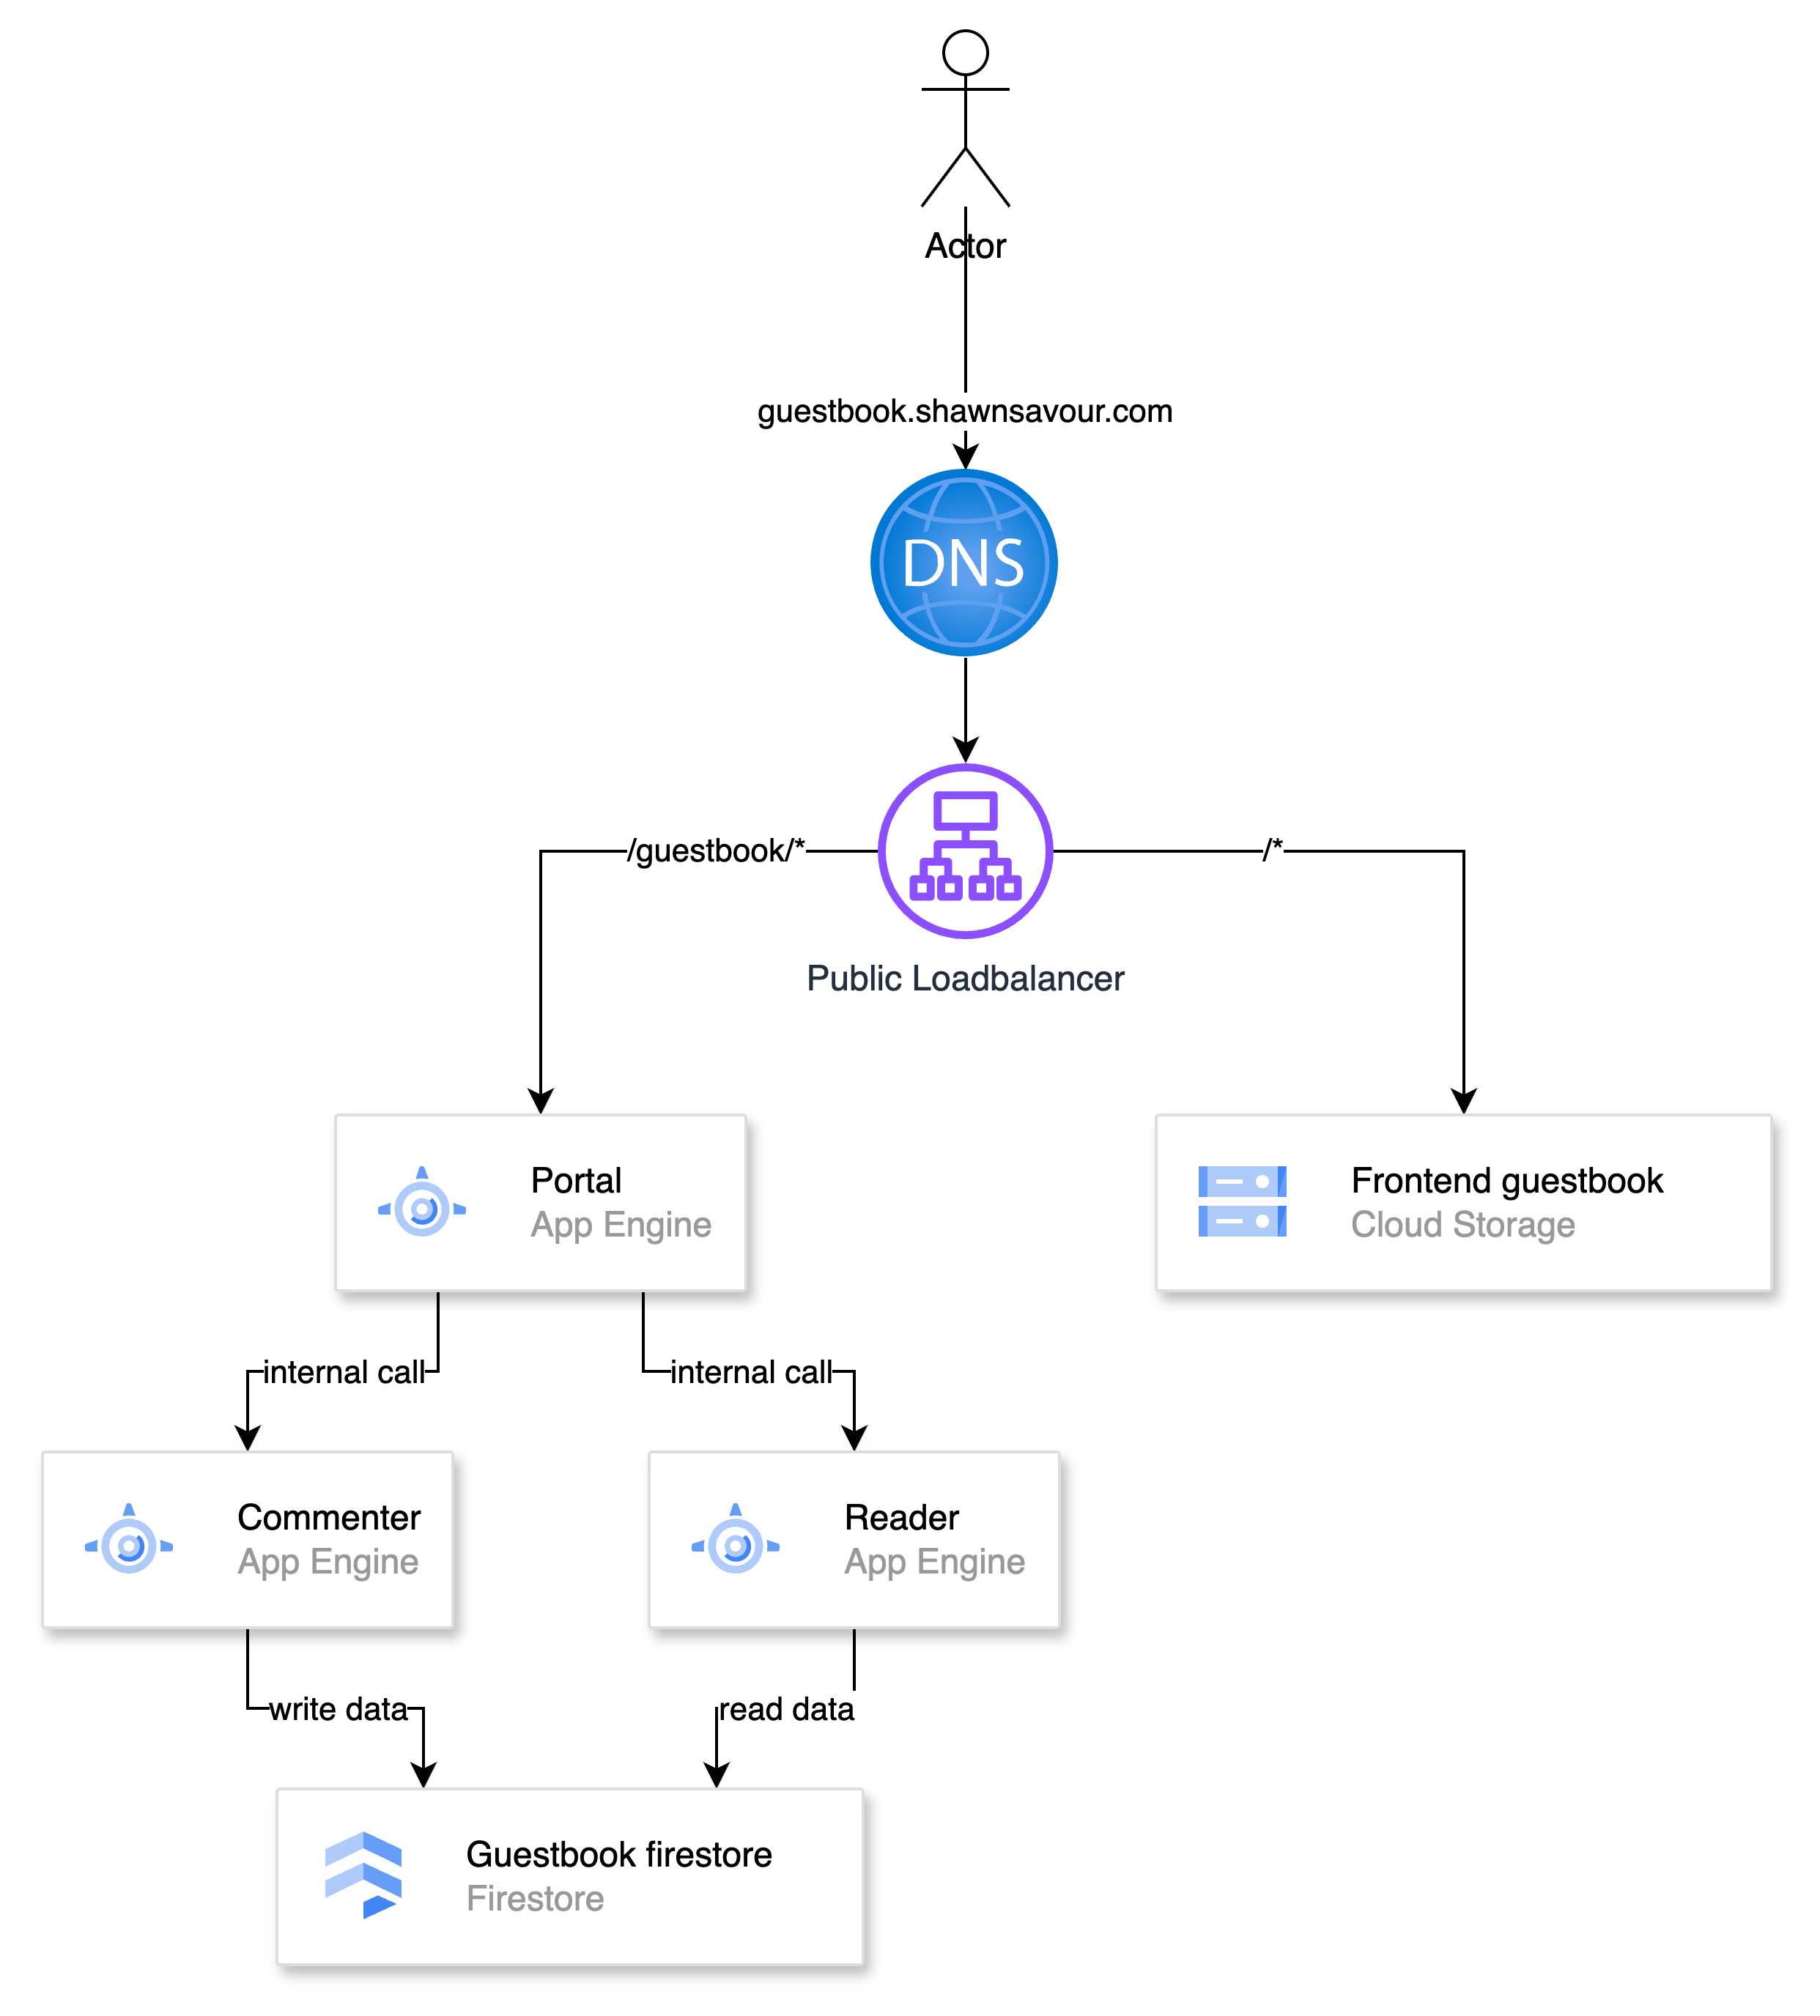 Actor
guestbook.shawnsavour.com
DNS
/guestbook/*
/*
Public Loadbalancer
Portal
App Engine
Frontend guestbook
Cloud Storage
internal call
internal call
Commenter
App Engine
Reader
App Engine
write data
read data
Guestbook firestore
Firestore